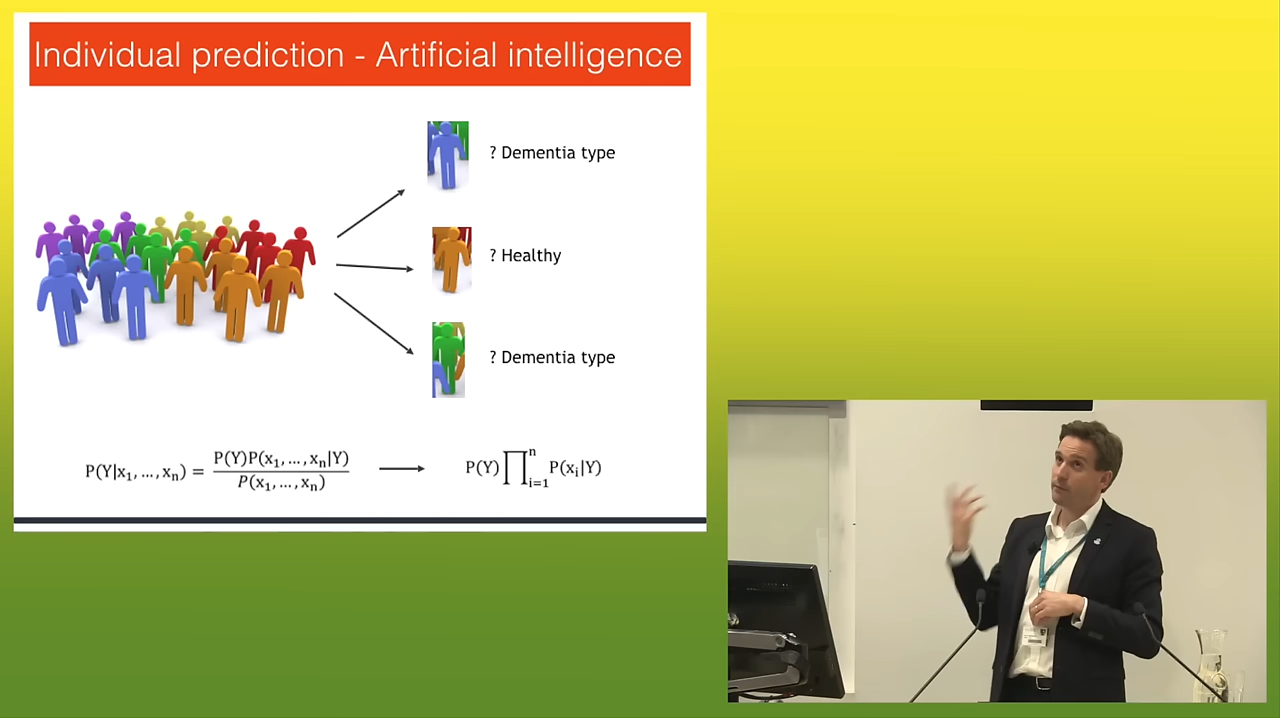 Individual prediction - Artificial intelligence
? Dementia type
? Healthy
? Dementia type
P(Y|x₁, …, xₙ) = P(Y)P(x₁, …, xₙ|Y) / P(x₁, …, xₙ) → P(Y) ∏ⁿᵢ₌₁ P(xᵢ|Y)